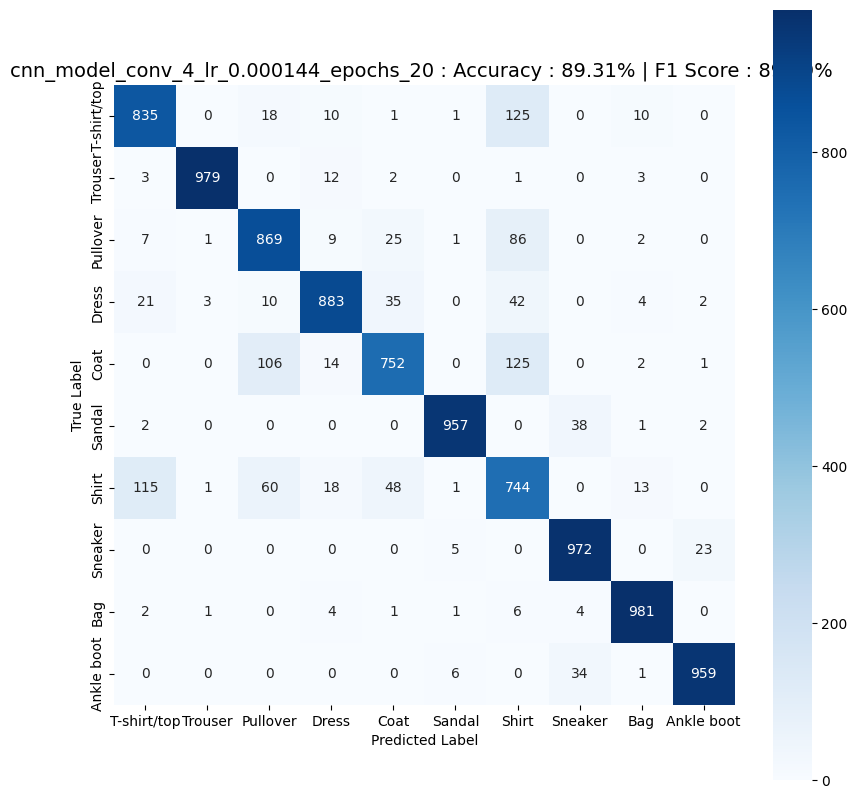 cnn_model_conv_4_lr_0.000144_epochs_20 : Accuracy : 89.31% | F1 Score : 8
T-shirt/top 835 0 18 10 1 1 125 0 10 0
Trouser 3 979 0 12 2 0 1 3 0
Pullover 7 1 869 9 25 1 86 0 2 0
Dress 21 3 10 883 35 0 42 0 4 2
Coat 0 0 106 14 752 0 125 0 2 1
Sandal 2 0 0 0 0 957 0 38 1 2
Shirt 115 1 60 18 48 1 744 0 13 0
Sneaker 0 0 0 0 0 5 0 972 0 23
Bag 2 1 0 4 1 1 6 4 981 0
Ankle boot 0 0 0 0 0 6 0 34 1 959
True Label
T-shirt/top Trouser Pullover Dress Coat Sandal Shirt Sneaker Bag Ankle boot
Predicted Label
800
600
400
200
0